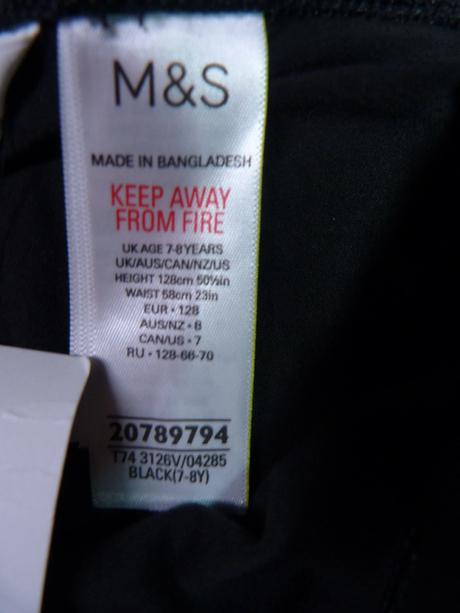 M&S
MADE IN BANGLADESH
KEEP AWAY
FROM FIRE
UK AGE 7-8 YEARS
UK/AUS/CAN/NZ/US
HEIGHT 128cm 50½in
WAIST 58cm 23in
EUR • 128
AUS/NZ • 8
CAN/US • 7
RU • 128-66-70
20789794
T74 3126V/04285
BLACK(7-8Y)